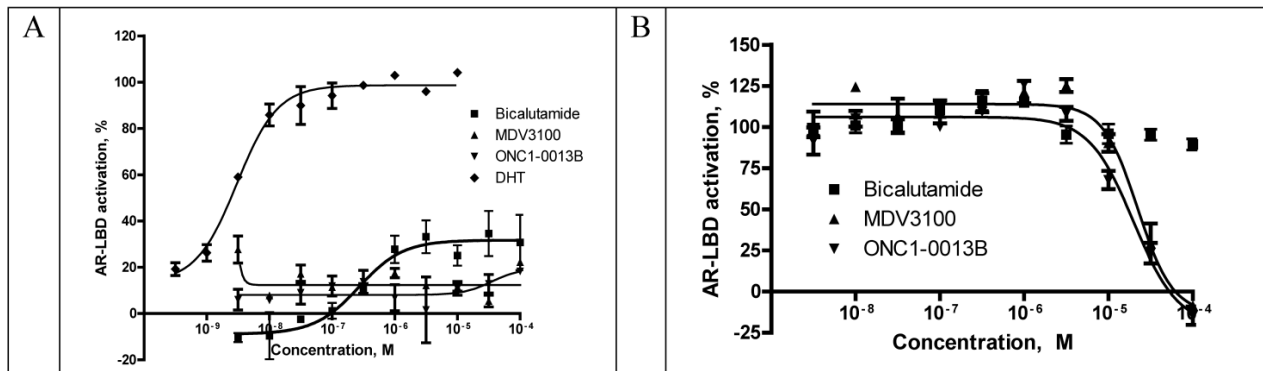 A
AR-LBD activation, %
120
100
80
60
40
20
0
-20
10⁻⁹
10⁻⁸
10⁻⁷
10⁻⁶
10⁻⁵
10⁻⁴
Concentration, M
Bicalutamide
MDV3100
ONC1-0013B
DHT
B
AR-LBD activation, %
150
125
100
75
50
25
0
-25
10⁻⁸
10⁻⁷
10⁻⁶
10⁻⁵
10⁻⁴
Concentration, M
Bicalutamide
MDV3100
ONC1-0013B